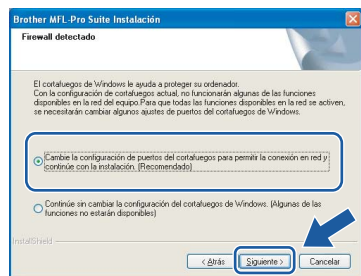 Brother MFL-Pro Suite Instalación
Firewall detectado
El cortafuegos de Windows le ayuda a proteger su ordenador.
Con la configuración de cortafuegos actual, no funcionarán algunas de las funciones
disponibles en la red del equipo.Para que todas las funciones disponibles en la red se activen,
se necesitarán cambiar algunos ajustes de puertos del cortafuegos de Windows.
Cambie la configuración de puertos del cortafuegos para permitir la conexión en red y
continúe con la instalación. (Recomendado)
Continúe sin cambiar la configuración del cortafuegos de Windows. (Algunas de las
funciones no estarán disponibles)
InstallShield
< Atrás Siguiente > Cancelar